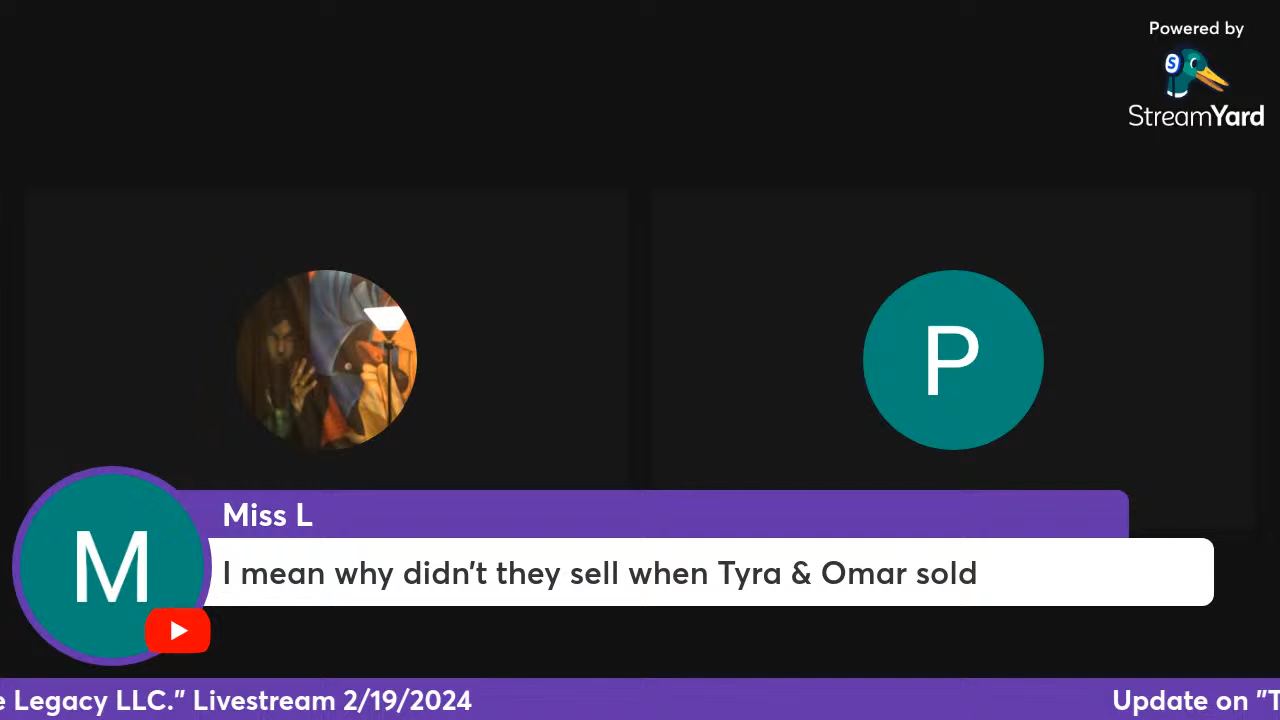 Powered by
S
StreamYard
P
Miss L
M
I mean why didn't they sell when Tyra & Omar sold
e Legacy LLC." Livestream 2/19/2024
Update on "T